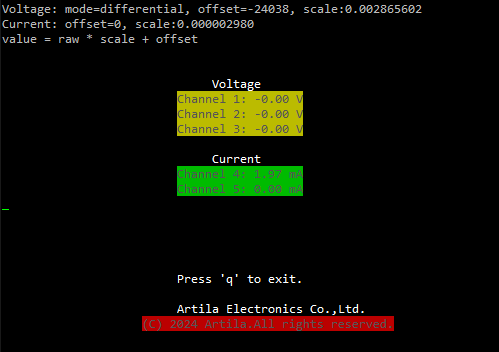 Voltage: mode=differential, offset=-24038, scale:0.002865602
Current: offset=0, scale:0.000002980
value = raw * scale + offset
Voltage
Channel 1: -0.00 V
Channel 2: -0.00 V
Channel 3: -0.00 V
Current
Channel 4: 1.97 mA
Channel 5: 0.00 mA
_
Press 'q' to exit.
Artila Electronics Co.,Ltd.
(C) 2024 Artila.All rights reserved.